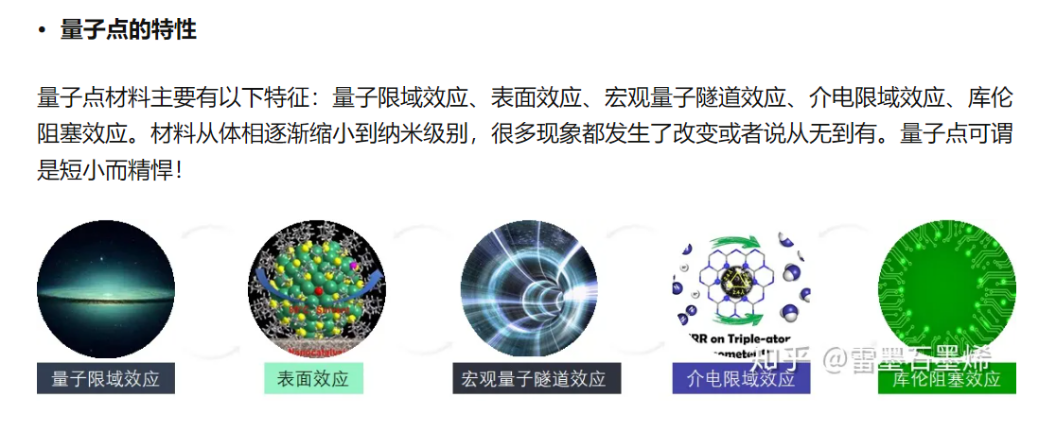 • 量子点的特性
量子点材料主要有以下特征：量子限域效应、表面效应、宏观量子隧道效应、介电限域效应、库伦
阻塞效应。材料从体相逐渐缩小到纳米级别，很多现象都发生了改变或者说从无到有。量子点可谓
是短小而精悍！
RR on Triple-ator
知乎 @雷墨石墨烯
量子限域效应
表面效应
宏观量子隧道效应
介电限域效应
库伦阻塞效应